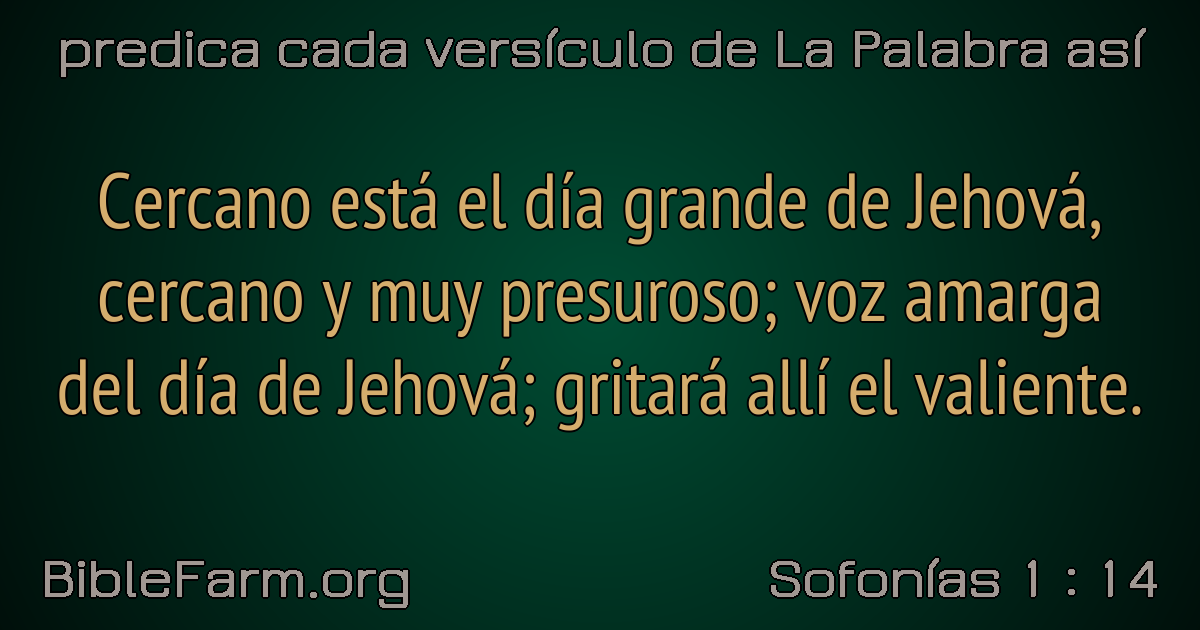 predica cada versículo de La Palabra así
Cercano está el día grande de Jehová,
cercano y muy presuroso; voz amarga
del día de Jehová; gritará allí el valiente.
BibleFarm.org
Sofonías 1 : 14